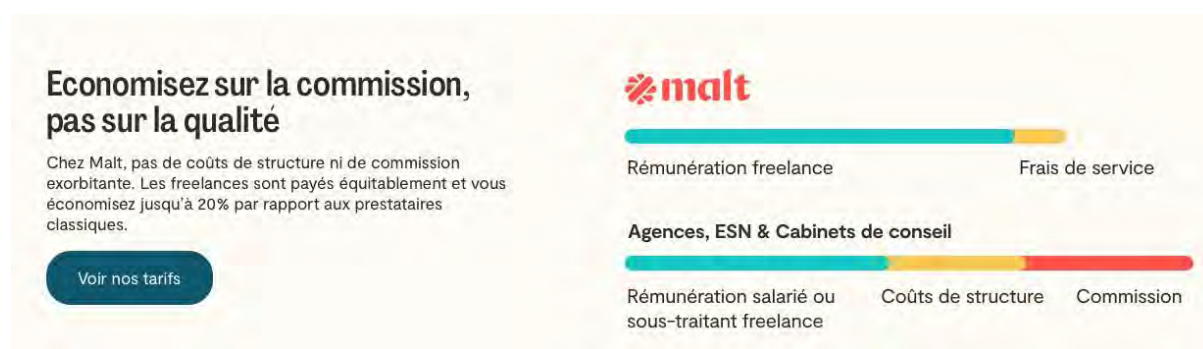 Economisez sur la commission,
pas sur la qualité
Chez Malt, pas de coûts de structure ni de commission
exorbitante. Les freelances sont payés équitablement et vous
économisez jusqu'à 20% par rapport aux prestataires
classiques.
Voir nos tarifs
malt
Rémunération freelance
Frais de service
Agences, ESN & Cabinets de conseil
Rémunération salarié ou
sous-traitant freelance
Coûts de structure
Commission